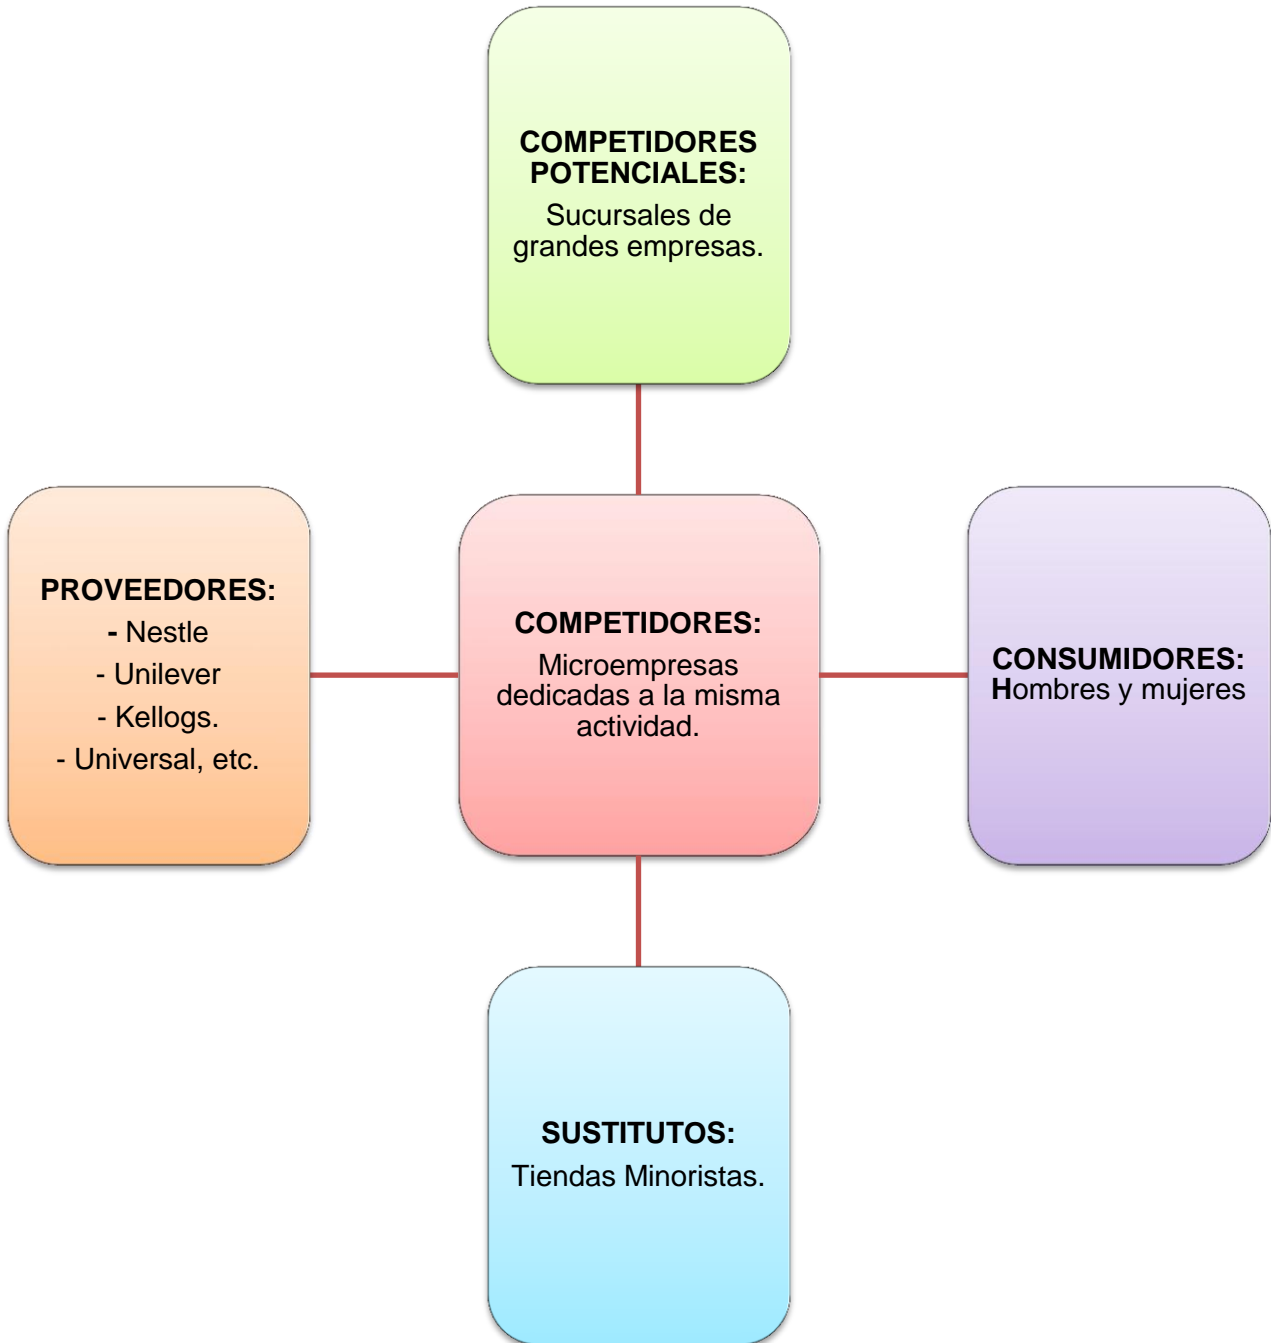 COMPETIDORES
POTENCIALES:
Sucursales de
grandes empresas.
PROVEEDORES:
- Nestle
- Unilever
- Kellogs.
- Universal, etc.
COMPETIDORES:
Microempresas
dedicadas a la misma
actividad.
CONSUMIDORES:
Hombres y mujeres
SUSTITUTOS:
Tiendas Minoristas.